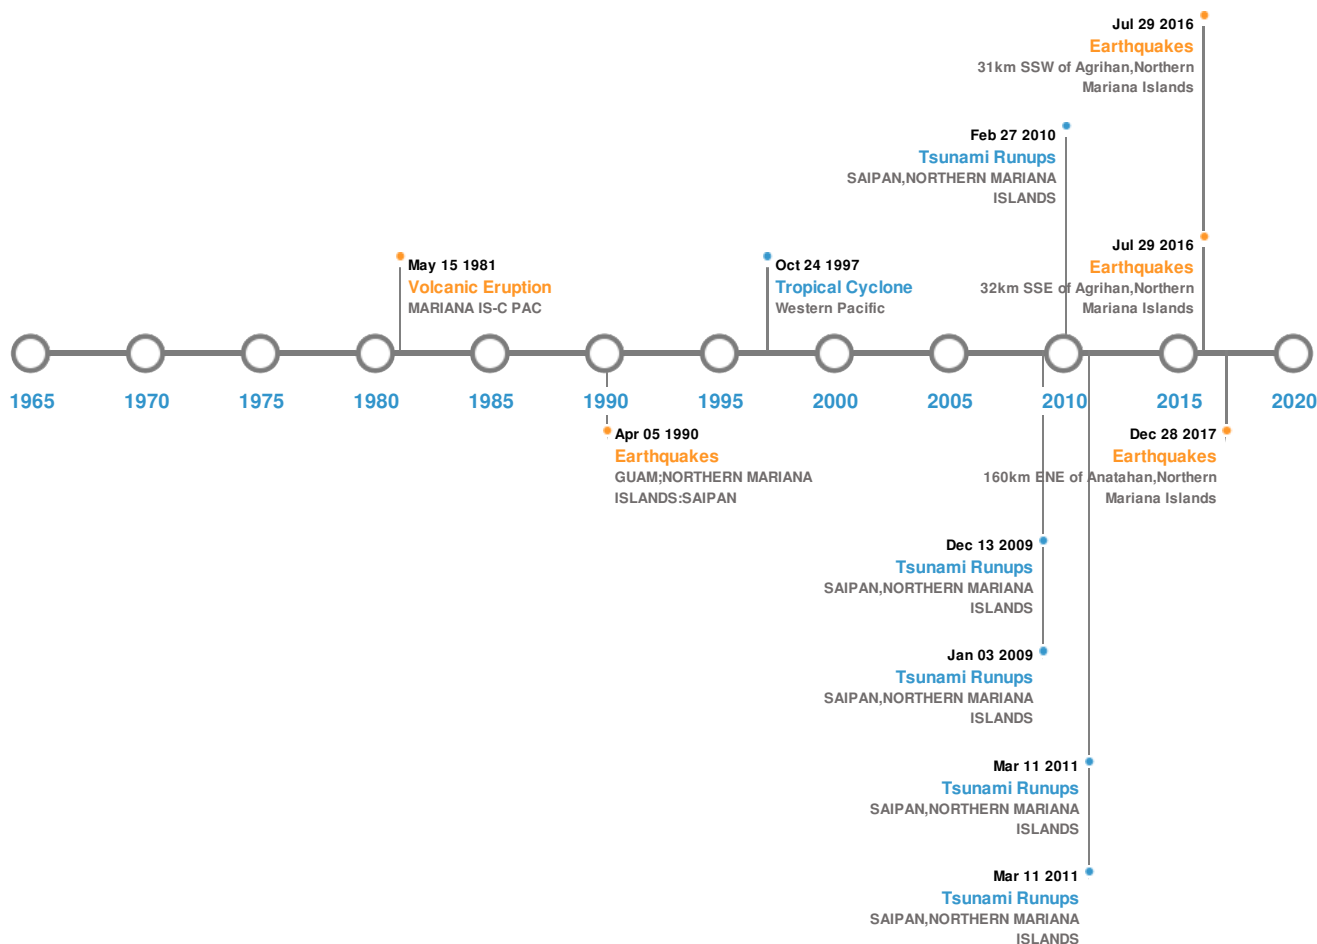 Jul 29 2016
Earthquakes
31km SSW of Agrihan,Northern
Mariana Islands
Feb 27 2010
Tsunami Runups
SAIPAN,NORTHERN MARIANA
ISLANDS
Jul 29 2016
Earthquakes
32km SSE of Agrihan,Northern
Mariana Islands
May 15 1981
Volcanic Eruption
MARIANA IS-C PAC
Oct 24 1997
Tropical Cyclone
Western Pacific
1965 1970 1975 1980 1985 1990 1995 2000 2005 2010 2015 2020
Apr 05 1990
Earthquakes
GUAM;NORTHERN MARIANA
ISLANDS:SAIPAN
Dec 28 2017
Earthquakes
160km ENE of Anatahan,Northern
Mariana Islands
Dec 13 2009
Tsunami Runups
SAIPAN,NORTHERN MARIANA
ISLANDS
Jan 03 2009
Tsunami Runups
SAIPAN,NORTHERN MARIANA
ISLANDS
Mar 11 2011
Tsunami Runups
SAIPAN,NORTHERN MARIANA
ISLANDS
Mar 11 2011
Tsunami Runups
SAIPAN,NORTHERN MARIANA
ISLANDS